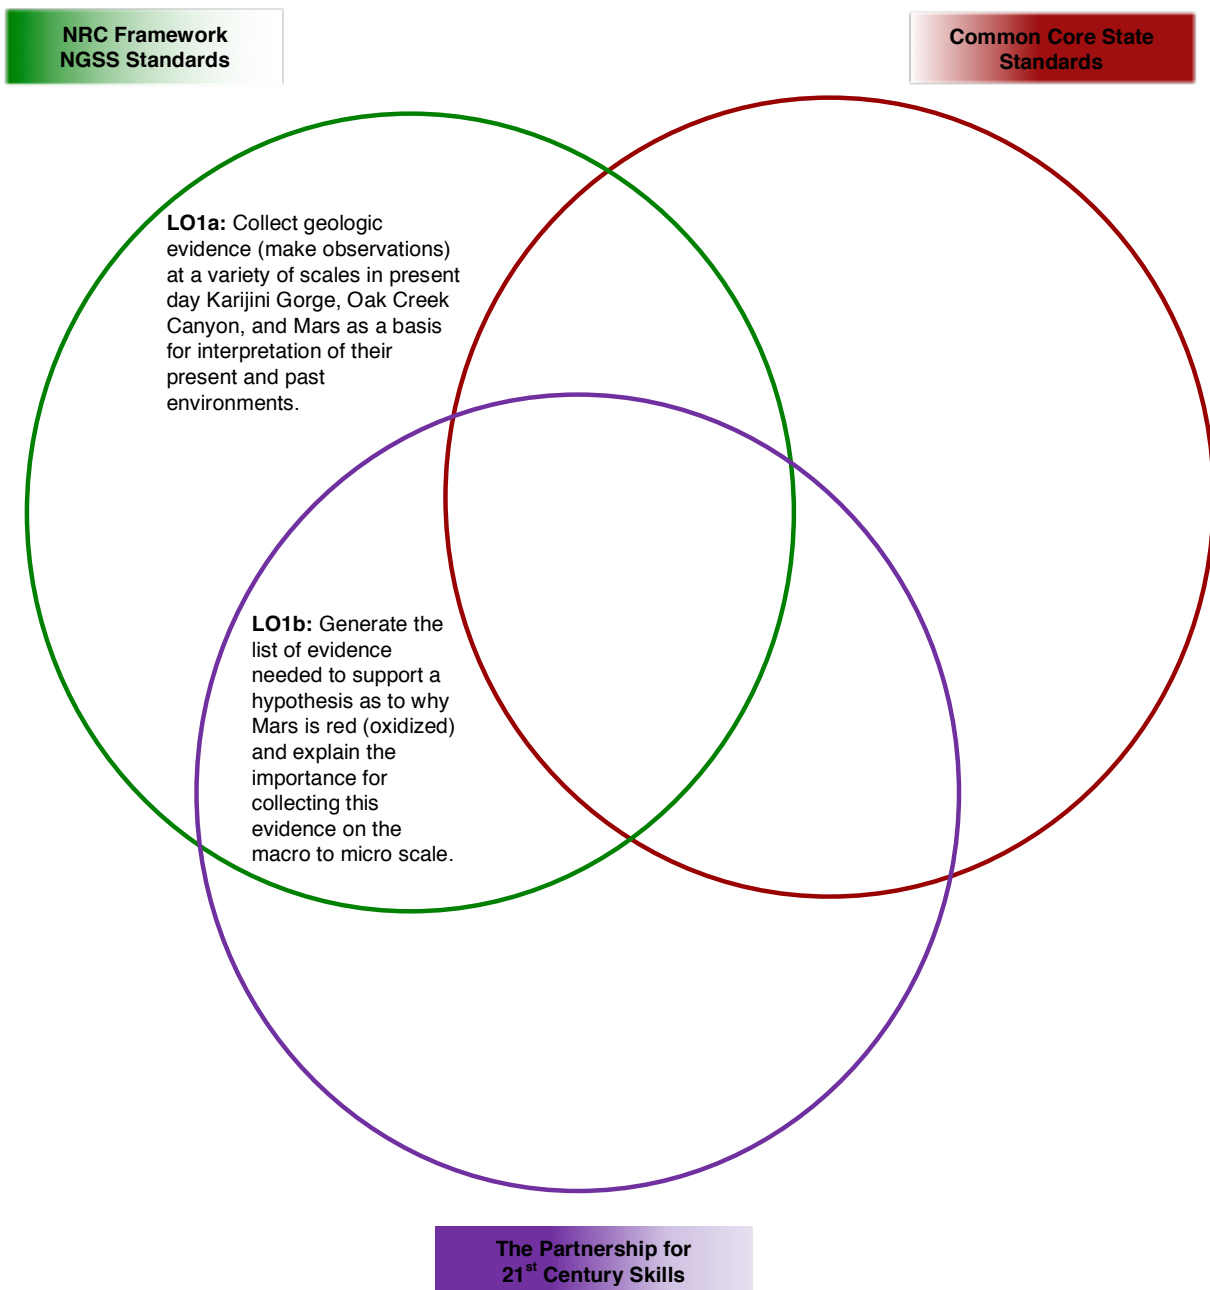 NRC Framework
NGSS Standards
Common Core State
Standards
LO1a: Collect geologic
evidence (make observations)
at a variety of scales in present
day Karijini Gorge, Oak Creek
Canyon, and Mars as a basis
for interpretation of their
present and past
environments.
LO1b: Generate the
list of evidence
needed to support a
hypothesis as to why
Mars is red (oxidized)
and explain the
importance for
collecting this
evidence on the
macro to micro scale.
The Partnership for
21st Century Skills